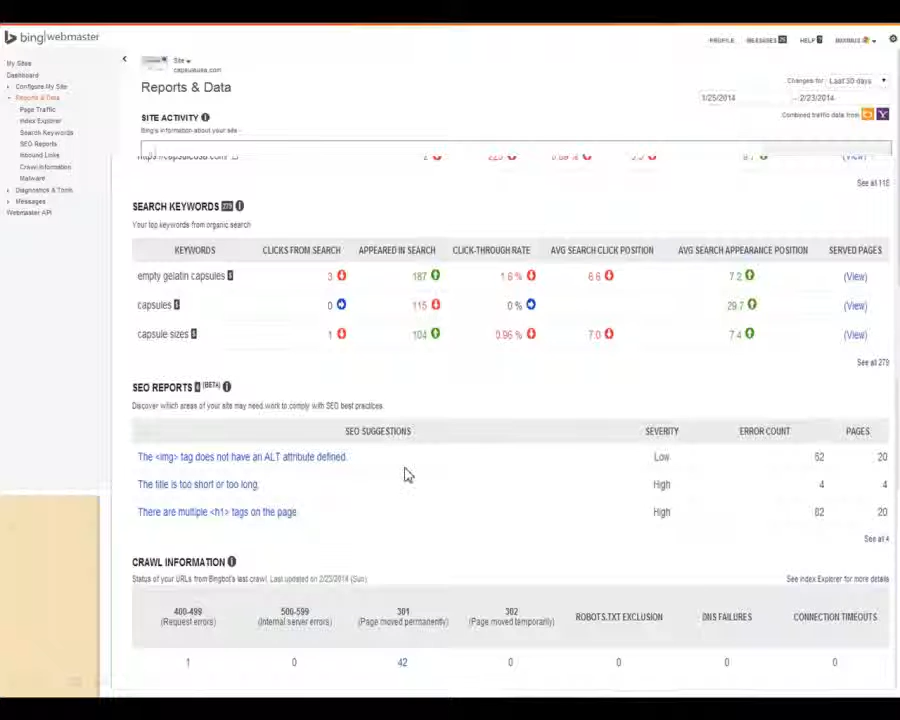 bing|webmaster
PROFILE MESSAGES HELP
My Sites
Dashboard
Configure My Site
Reports & Data
Page Traffic
Index Explorer
Search Keywords
SEO Reports
Inbound Links
Crawl Information
Malware
Diagnostics & Tools
Messages
Webmaster API
Site
capsuleusa.com
Reports & Data
Changes for: Last 30 days
1/25/2014 – 2/23/2014
Combined traffic data from
SITE ACTIVITY
Bing's information about your site
See all 118
SEARCH KEYWORDS 279
Your top keywords from organic search
KEYWORDS CLICKS FROM SEARCH APPEARED IN SEARCH CLICK-THROUGH RATE AVG SEARCH CLICK POSITION AVG SEARCH APPEARANCE POSITION SERVED PAGES
empty gelatin capsules 3 187 1.6 % 6.6 7.2 (View)
capsules 0 115 0 % 29.7 (View)
capsule sizes 1 104 0.96 % 7.0 7.4 (View)
See all 279
SEO REPORTS (BETA)
Discover which areas of your site may need work to comply with SEO best practices.
SEO SUGGESTIONS SEVERITY ERROR COUNT PAGES
The <img> tag does not have an ALT attribute defined. Low 62 20
The title is too short or too long. High 4 4
There are multiple <h1> tags on the page High 82 20
See all 4
CRAWL INFORMATION
Status of your URLs from Bingbot's last crawl. Last updated on 2/23/2014 (Sun)
See Index Explorer for more details
400-499 (Request errors) 500-599 (Internal server errors) 301 (Page moved permanently) 302 (Page moved temporarily) ROBOTS.TXT EXCLUSION DNS FAILURES CONNECTION TIMEOUTS
1 0 42 0 0 0 0